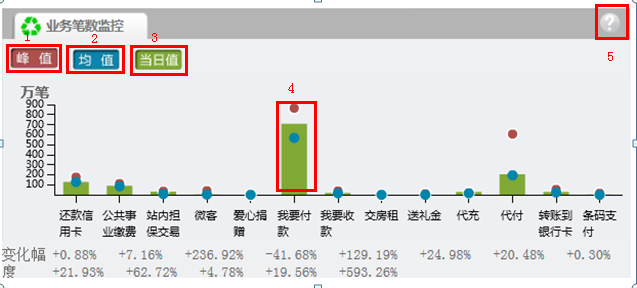 业务笔数监控
?
1
2
3
峰 值
均 值
当日值
5
万笔
4
900
800
700
600
500
400
300
200
100
还款信用卡
公共事业缴费
站内担保交易
微客
爱心捐赠
我要付款
我要收款
交房租
送礼金
代充
代付
转账到银行卡
条码支付
变化幅度
+0.88% +7.16% +236.92% -41.68% +129.19% +24.98% +20.48% +0.30%
+21.93% +62.72% +4.78% +19.56% +593.26%